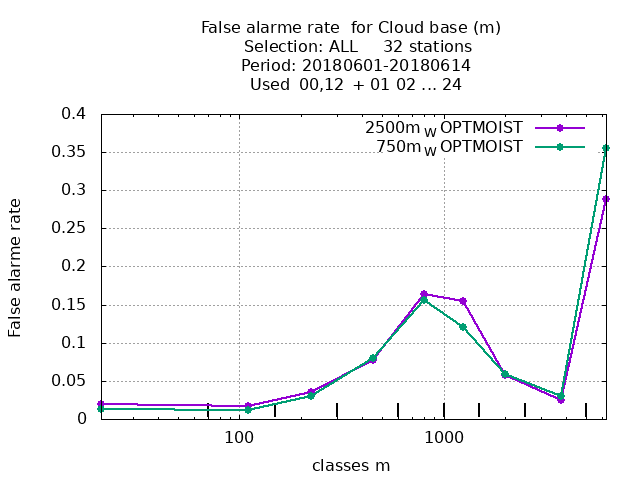 False alarme rate  for Cloud base (m)
Selection: ALL     32 stations
Period: 20180601-20180614
Used  00,12  + 01 02 ... 24
2500m_W OPTMOIST
750m_W OPTMOIST
0.4
0.35
0.3
0.25
0.2
0.15
0.1
0.05
0
False alarme rate
100
1000
classes m